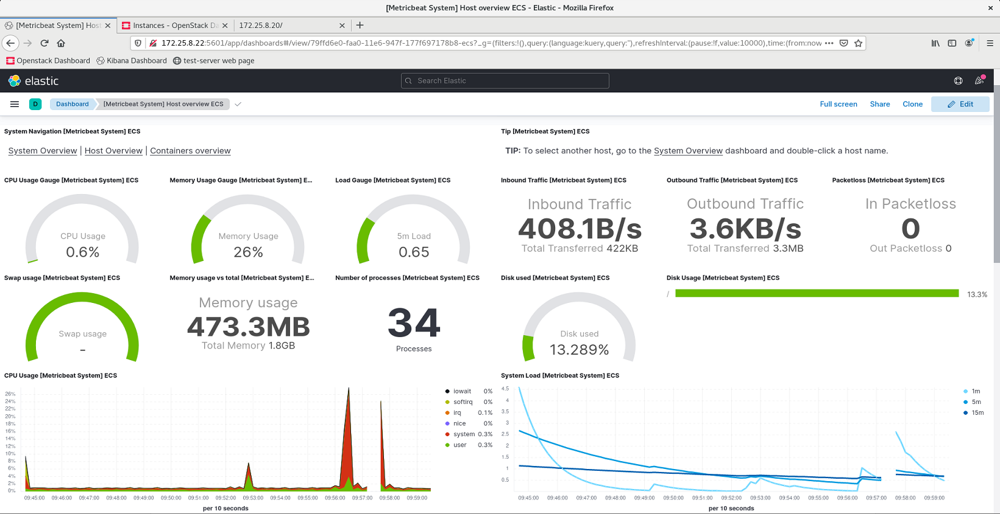 [Metricbeat System] Host overview ECS - Elastic - Mozilla Firefox
[Metricbeat System] Host
Instances - OpenStack Da
172.25.8.20/
172.25.8.22:5601/app/dashboards#/view/79ffd6e0-faa0-11e6-947f-177f697178b8-ecs?_g=(filters:!(),query:(language:kuery,query:''),refreshInterval:(pause:!f,value:10000),time:(from:now
Openstack Dashboard
Kibana Dashboard
test-server web page
elastic
Search Elastic
D
Dashboard
[Metricbeat System] Host overview ECS
Full screen
Share
Clone
Edit
System Navigation [Metricbeat System] ECS
System Overview | Host Overview | Containers overview
Tip [Metricbeat System] ECS
TIP: To select another host, go to the System Overview dashboard and double-click a host name.
CPU Usage Gauge [Metricbeat System] ECS
CPU Usage
0.6%
Memory Usage Gauge [Metricbeat System] E...
Memory Usage
26%
Load Gauge [Metricbeat System] ECS
5m Load
0.65
Inbound Traffic [Metricbeat System] ECS
Inbound Traffic
408.1B/s
Total Transferred 422KB
Outbound Traffic [Metricbeat System] ECS
Outbound Traffic
3.6KB/s
Total Transferred 3.3MB
Packetloss [Metricbeat System] ECS
In Packetloss
0
Out Packetloss 0
Swap usage [Metricbeat System] ECS
Swap usage
-
Memory usage vs total [Metricbeat System] E...
Memory usage
473.3MB
Total Memory 1.8GB
Number of processes [Metricbeat System] ECS
34
Processes
Disk used [Metricbeat System] ECS
Disk used
13.289%
Disk Usage [Metricbeat System] ECS
/
13.3%
CPU Usage [Metricbeat System] ECS
26%
24%
22%
20%
18%
16%
14%
12%
10%
8%
6%
4%
2%
0%
09:45:00 09:46:00 09:47:00 09:48:00 09:49:00 09:50:00 09:51:00 09:52:00 09:53:00 09:54:00 09:55:00 09:56:00 09:57:00 09:58:00 09:59:00
per 10 seconds
iowait 0%
softirq 0%
irq 0.1%
nice 0%
system 0.3%
user 0.3%
System Load [Metricbeat System] ECS
4.5
4
3.5
3
2.5
2
1.5
1
0.5
09:45:00 09:46:00 09:47:00 09:48:00 09:49:00 09:50:00 09:51:00 09:52:00 09:53:00 09:54:00 09:55:00 09:56:00 09:57:00 09:58:00 09:59:00
per 10 seconds
1m
5m
15m